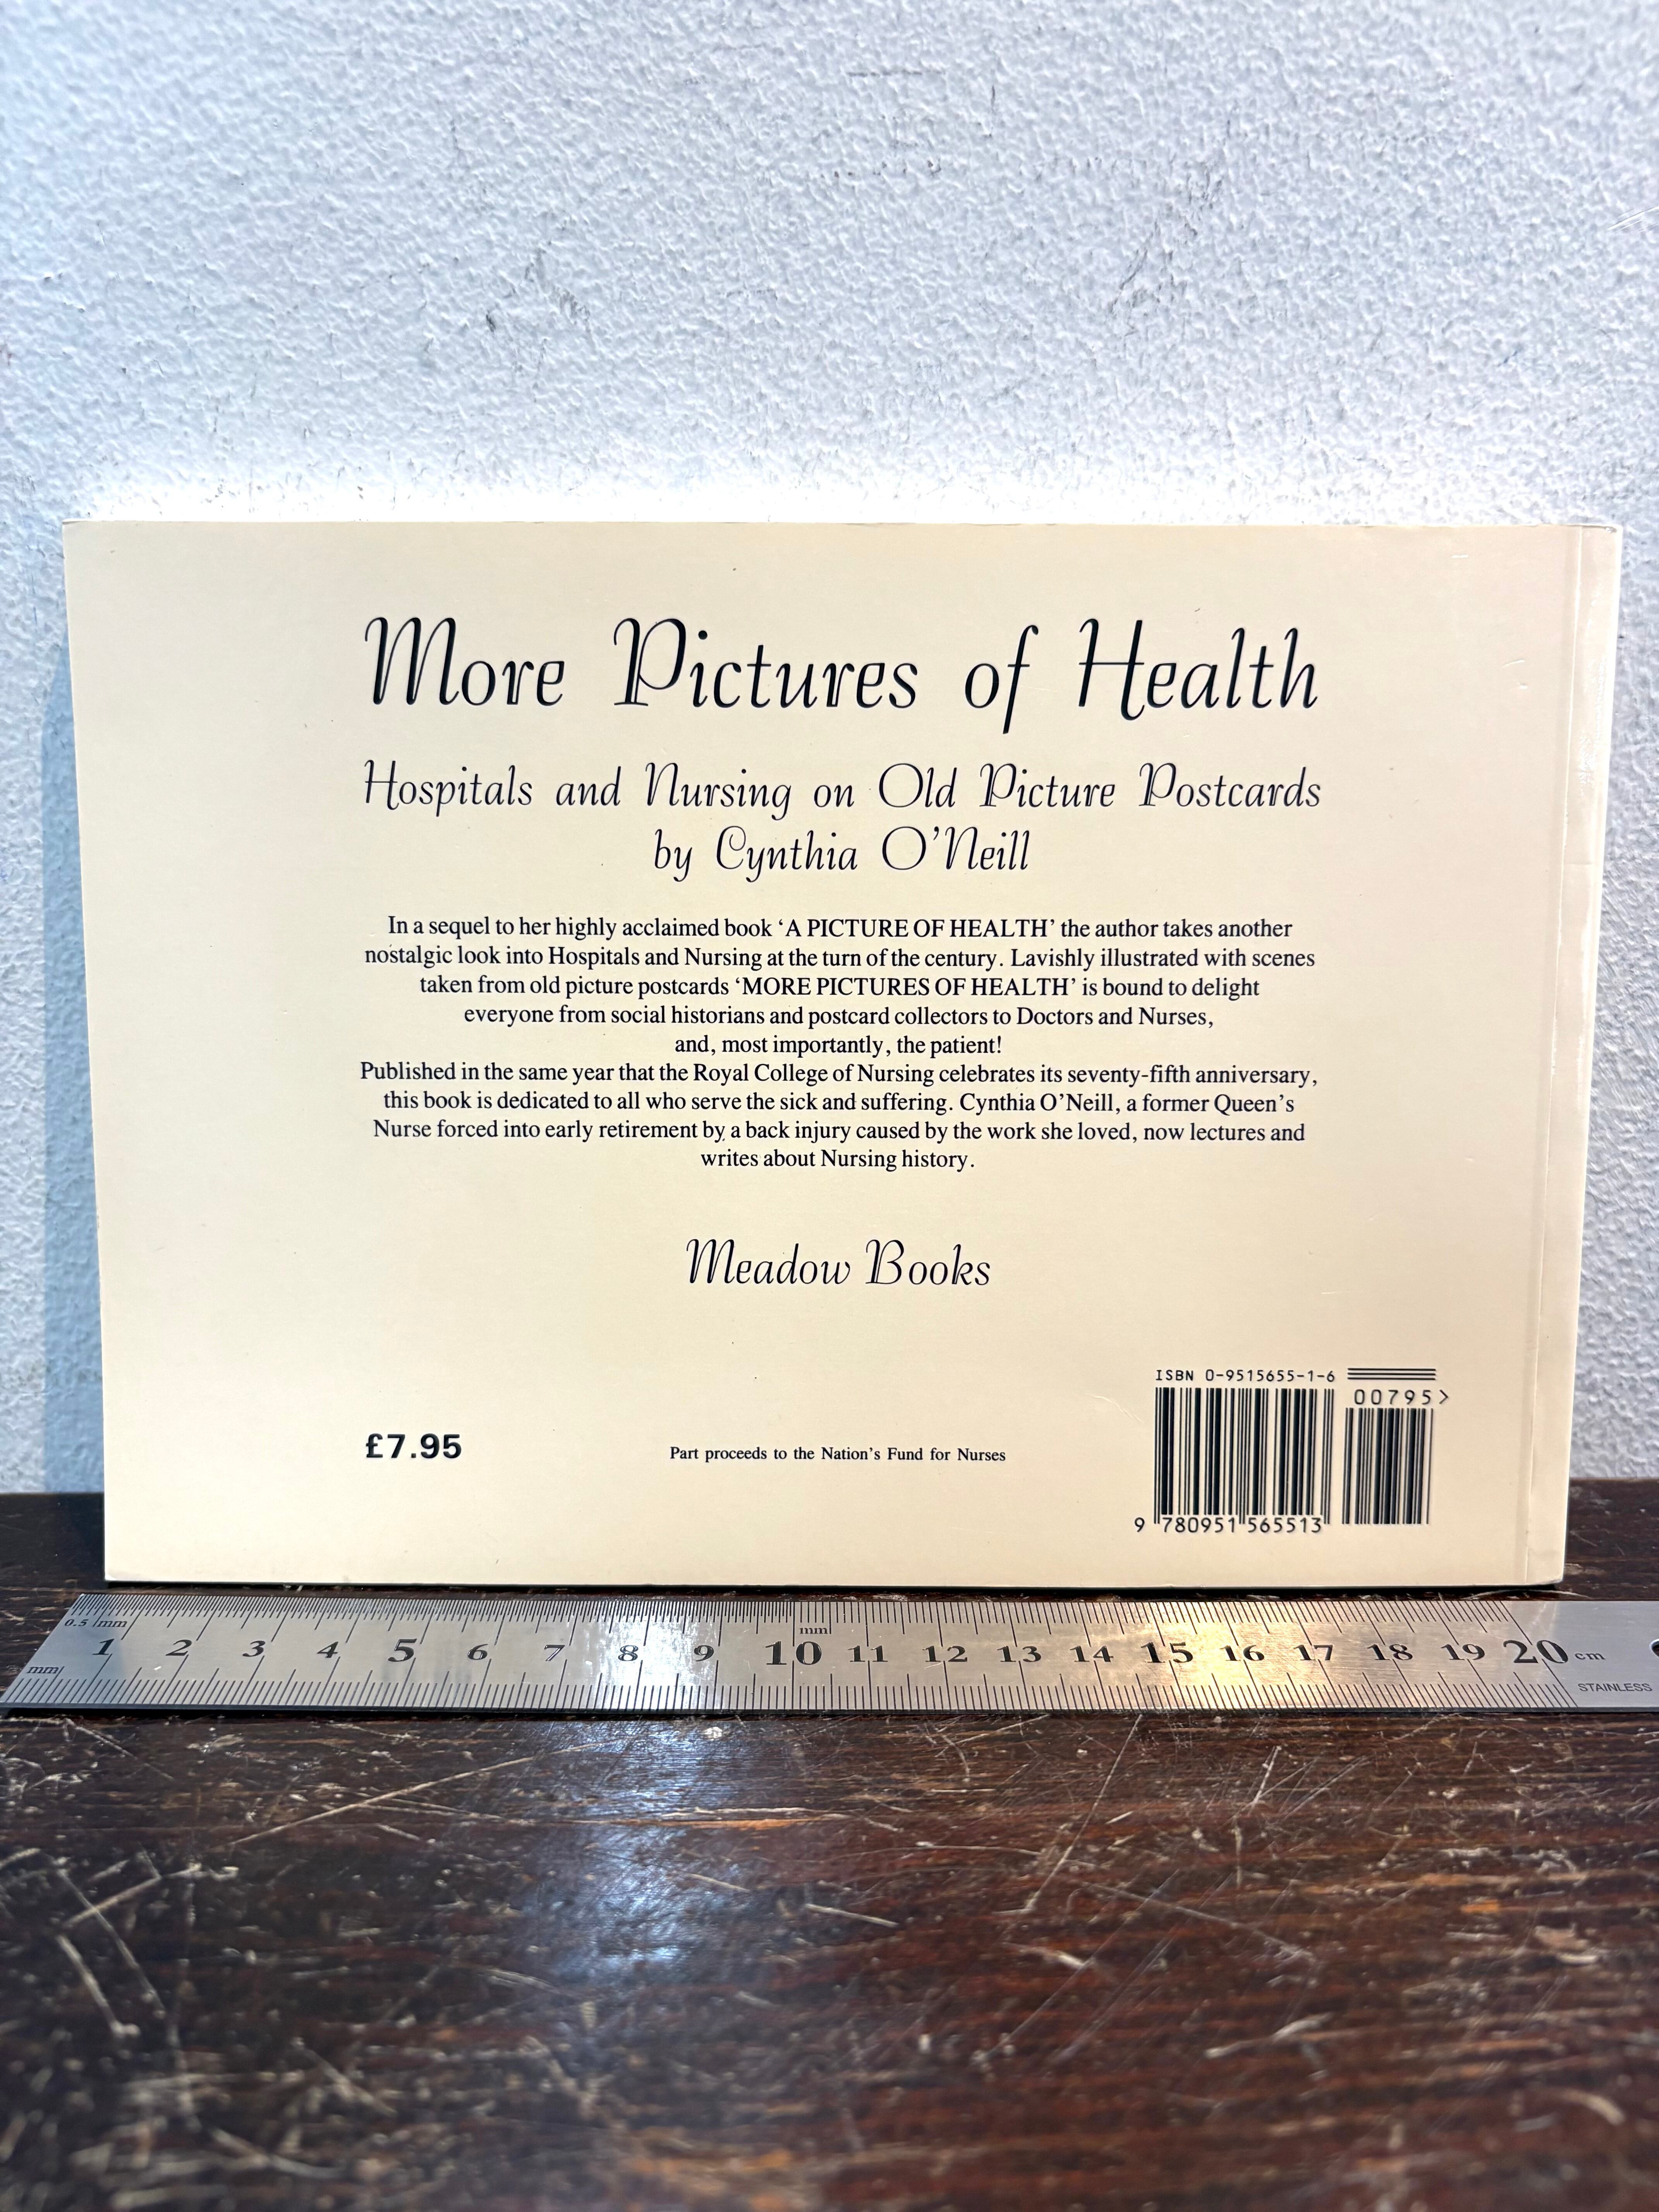 More Pictures of Health
Hospitals and Nursing on Old Picture Postcards
by Cynthia O'Neill
In a sequel to her highly acclaimed book ‘A PICTURE OF HEALTH’ the author takes another
nostalgic look into Hospitals and Nursing at the turn of the century. Lavishly illustrated with scenes
taken from old picture postcards ‘MORE PICTURES OF HEALTH’ is bound to delight
everyone from social historians and postcard collectors to Doctors and Nurses,
and, most importantly, the patient!
Published in the same year that the Royal College of Nursing celebrates its seventy-fifth anniversary,
this book is dedicated to all who serve the sick and suffering. Cynthia O’Neill, a former Queen’s
Nurse forced into early retirement by a back injury caused by the work she loved, now lectures and
writes about Nursing history.
Meadow Books
ISBN 0-9515655-1-6
00795>
£7.95
Part proceeds to the Nation’s Fund for Nurses
9 780951 565513
0.5 mm
mm
1 2 3 4 5 6 7 8 9 10 11 12 13 14 15 16 17 18 19 20 cm
mm
STAINLESS